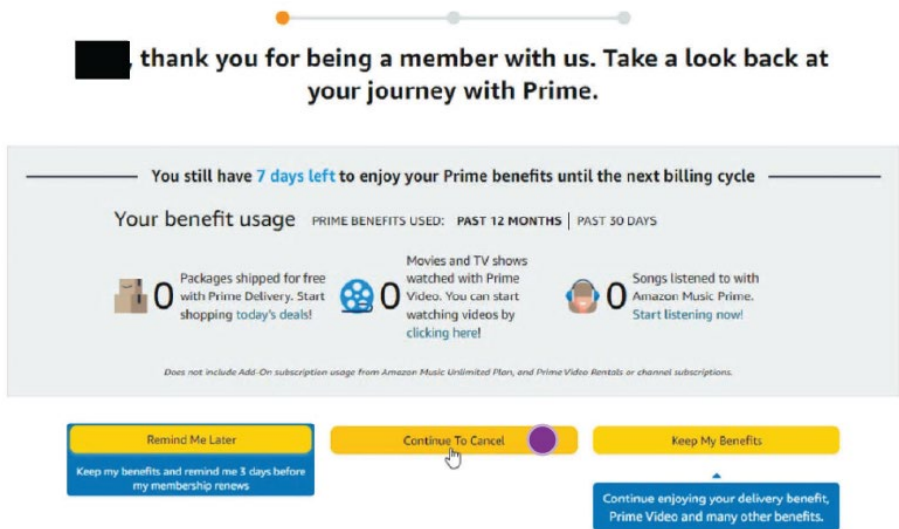 , thank you for being a member with us. Take a look back at
your journey with Prime.
You still have 7 days left to enjoy your Prime benefits until the next billing cycle
Your benefit usage PRIME BENEFITS USED: PAST 12 MONTHS | PAST 30 DAYS
0 Packages shipped for free
with Prime Delivery. Start
shopping today's deals!
0 Movies and TV shows
watched with Prime
Video. You can start
watching videos by
clicking here!
0 Songs listened to with
Amazon Music Prime.
Start listening now!
Does not include Add-On subscription usage from Amazon Music Unlimited Plan, and Prime Video Rentals or channel subscriptions.
Remind Me Later
Keep my benefits and remind me 3 days before
my membership renews
Continue To Cancel
Keep My Benefits
Continue enjoying your delivery benefit,
Prime Video and many other benefits.